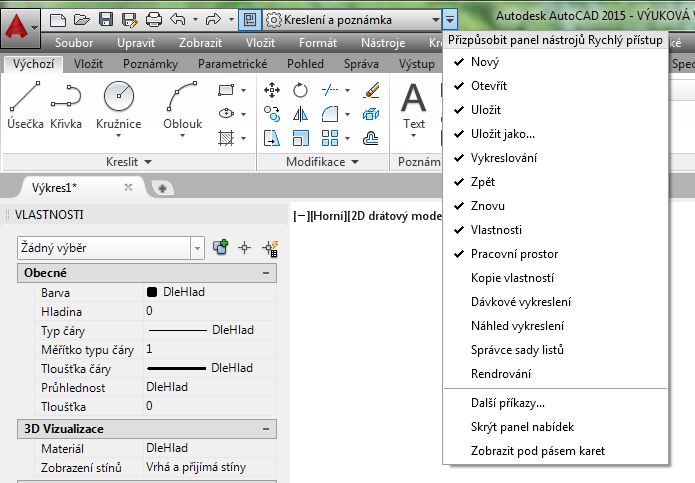 Kreslení a poznámka
Autodesk AutoCAD 2015 - VÝUKOVÁ V
Soubor Upravit Zobrazit Vložit Formát Nástroje
Přizpůsobit panel nástrojů Rychlý přístup
Výchozí Vložit Poznámky Parametrické Pohled Správa Výstup
Spec
Úsečka Křivka Kružnice Oblouk
Text
Kreslit Modifikace Poznám
Výkres1*
VLASTNOSTI
[−][Horní][2D drátový mode
Žádný výběr
Obecné
Barva DleHlad
Hladina 0
Typ čáry DleHlad
Měřítko typu čáry 1
Tloušťka čáry DleHlad
Průhlednost DleHlad
Tloušťka 0
3D Vizualizace
Materiál DleHlad
Zobrazení stínů Vrhá a přijímá stíny
Nový
Otevřít
Uložit
Uložit jako...
Vykreslování
Zpět
Znovu
Vlastnosti
Pracovní prostor
Kopie vlastností
Dávkové vykreslení
Náhled vykreslení
Správce sady listů
Rendrování
Další příkazy...
Skrýt panel nabídek
Zobrazit pod pásem karet